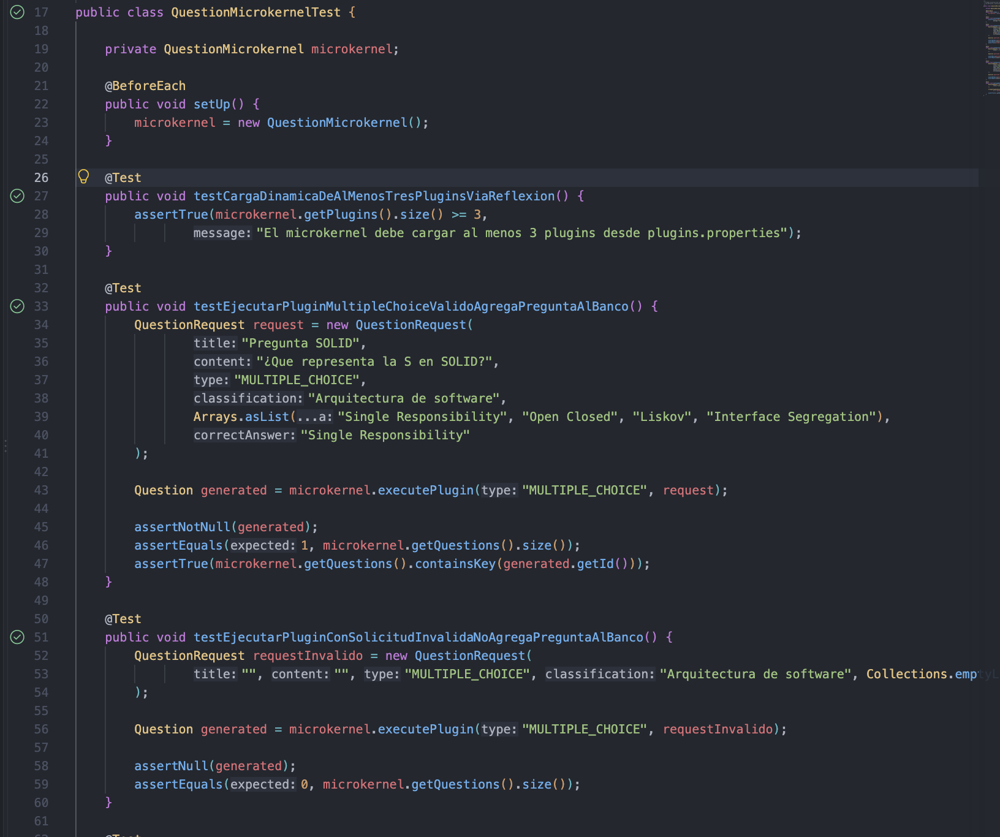 17 public class QuestionMicrokernelTest {
18
19 private QuestionMicrokernel microkernel;
20
21 @BeforeEach
22 public void setUp() {
23 microkernel = new QuestionMicrokernel();
24 }
25
26 @Test
27 public void testCargaDinamicaDeAlMenosTresPluginsViaReflexion() {
28 assertTrue(microkernel.getPlugins().size() >= 3,
29 message: "El microkernel debe cargar al menos 3 plugins desde plugins.properties");
30 }
31
32 @Test
33 public void testEjecutarPluginMultipleChoiceValidoAgregaPreguntaAlBanco() {
34 QuestionRequest request = new QuestionRequest(
35 title: "Pregunta SOLID",
36 content: "¿Que representa la S en SOLID?",
37 type: "MULTIPLE_CHOICE",
38 classification: "Arquitectura de software",
39 Arrays.asList(...a: "Single Responsibility", "Open Closed", "Liskov", "Interface Segregation"),
40 correctAnswer: "Single Responsibility"
41 );
42
43 Question generated = microkernel.executePlugin(type: "MULTIPLE_CHOICE", request);
44
45 assertNotNull(generated);
46 assertEquals(expected: 1, microkernel.getQuestions().size());
47 assertTrue(microkernel.getQuestions().containsKey(generated.getId()));
48 }
49
50 @Test
51 public void testEjecutarPluginConSolicitudInvalidaNoAgregaPreguntaAlBanco() {
52 QuestionRequest requestInvalido = new QuestionRequest(
53 title: "", content: "", type: "MULTIPLE_CHOICE", classification: "Arquitectura de software", Collections.emptyL
54 );
55
56 Question generated = microkernel.executePlugin(type: "MULTIPLE_CHOICE", requestInvalido);
57
58 assertNull(generated);
59 assertEquals(expected: 0, microkernel.getQuestions().size());
60 }
61
62 @Test